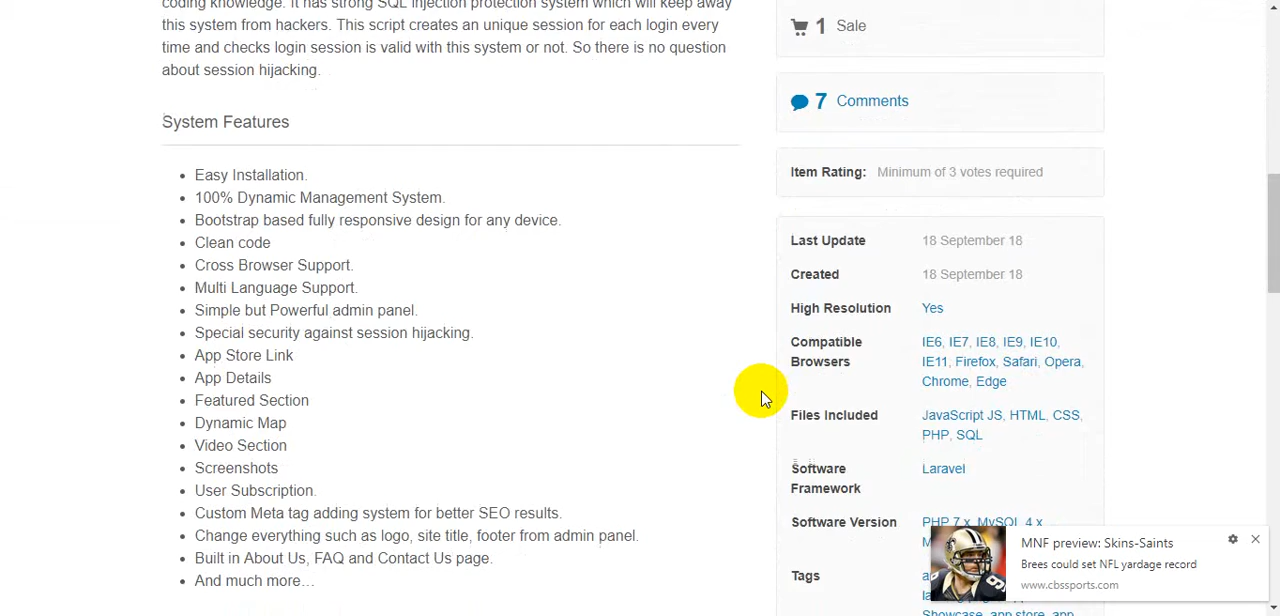 coding knowledge. It has strong SQL injection protection system which will keep away
this system from hackers. This script creates an unique session for each login every
time and checks login session is valid with this system or not. So there is no question
about session hijacking.
System Features
Easy Installation.
100% Dynamic Management System.
Bootstrap based fully responsive design for any device.
Clean code
Cross Browser Support.
Multi Language Support.
Simple but Powerful admin panel.
Special security against session hijacking.
App Store Link
App Details
Featured Section
Dynamic Map
Video Section
Screenshots
User Subscription.
Custom Meta tag adding system for better SEO results.
Change everything such as logo, site title, footer from admin panel.
Built in About Us, FAQ and Contact Us page.
And much more…
1 Sale
7 Comments
Item Rating: Minimum of 3 votes required
Last Update 18 September 18
Created 18 September 18
High Resolution Yes
Compatible Browsers IE6, IE7, IE8, IE9, IE10,
IE11, Firefox, Safari, Opera,
Chrome, Edge
Files Included JavaScript JS, HTML, CSS,
PHP, SQL
Software Framework Laravel
Software Version PHP 7.x, MySQL 4.x
Tags
Showcase, app store, app
MNF preview: Skins-Saints
Brees could set NFL yardage record
www.cbssports.com